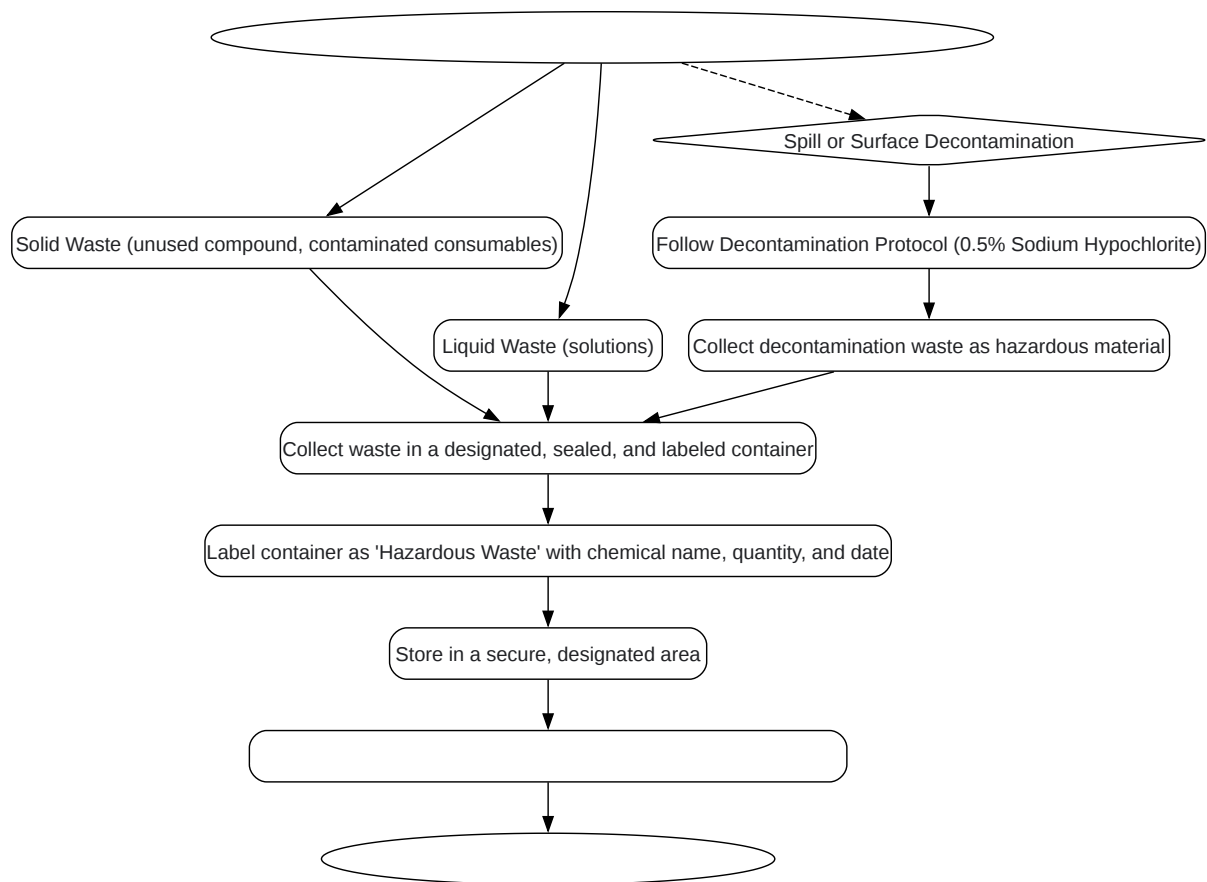 Spill or Surface Decontamination
Solid Waste (unused compound, contaminated consumables)
Follow Decontamination Protocol (0.5% Sodium Hypochlorite)
Liquid Waste (solutions)
Collect decontamination waste as hazardous material
Collect waste in a designated, sealed, and labeled container
Label container as 'Hazardous Waste' with chemical name, quantity, and date
Store in a secure, designated area